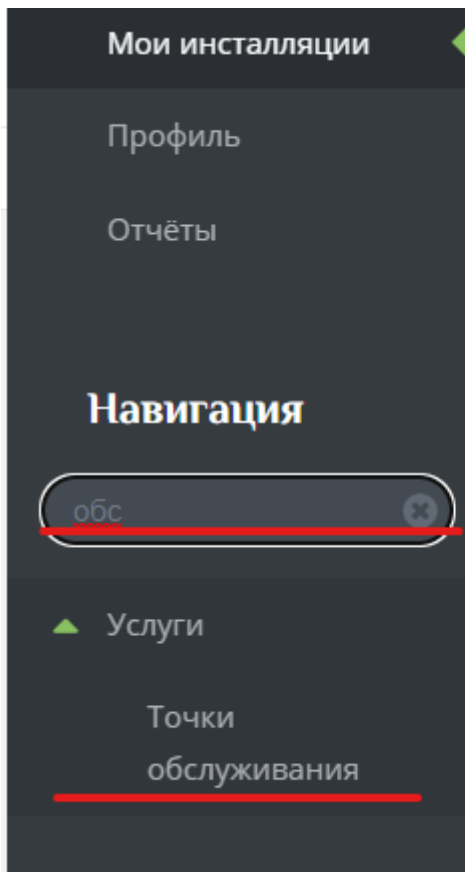 Мои инсталляции
Профиль
Отчёты
Навигация
обс
Услуги
Точки
обслуживания